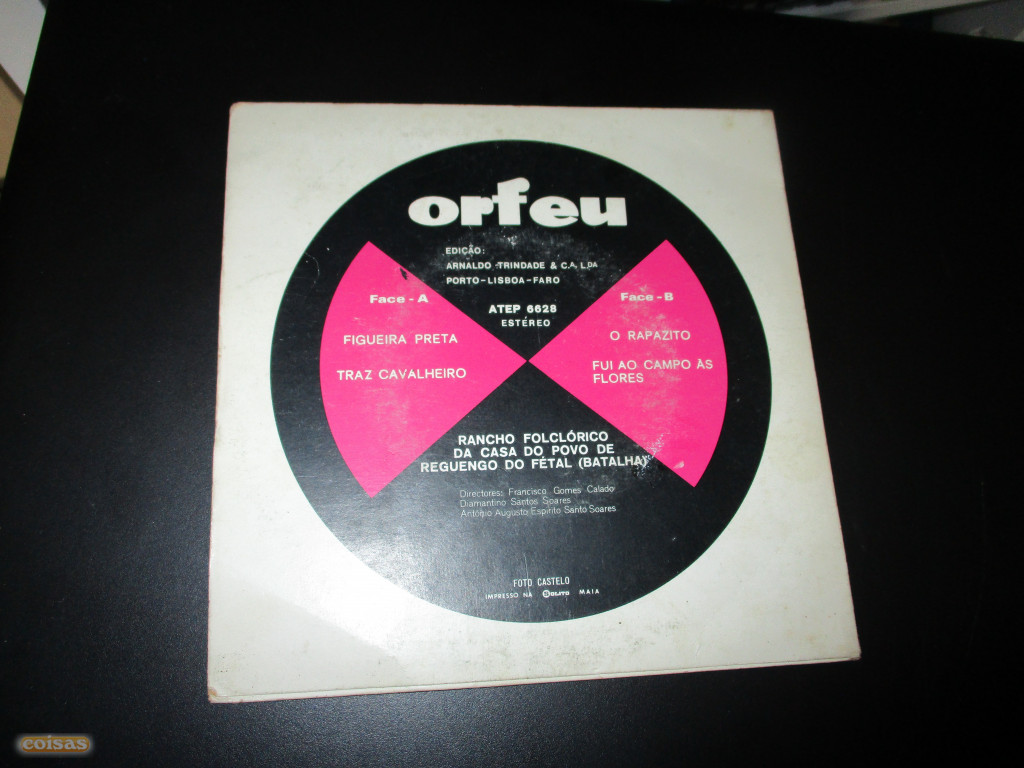 orfeu
EDIÇÃO:
ARNALDO TRINDADE & C.A, L.DA
PORTO-LISBOA-FARO
ATEP 6628
ESTÉREO
Face - A
FIGUEIRA PRETA
TRAZ CAVALHEIRO
Face - B
O RAPAZITO
FUI AO CAMPO ÀS
FLORES
RANCHO FOLCLÓRICO
DA CASA DO POVO DE
REGUENGO DO FÉTAL (BATALHA)
Directores: Francisco Gomes Calado
Diamantino Santos Soares
António Augusto Espírito Santo Soares
FOTO CASTELO
IMPRESSO NA SOLITO MAIA
coisas